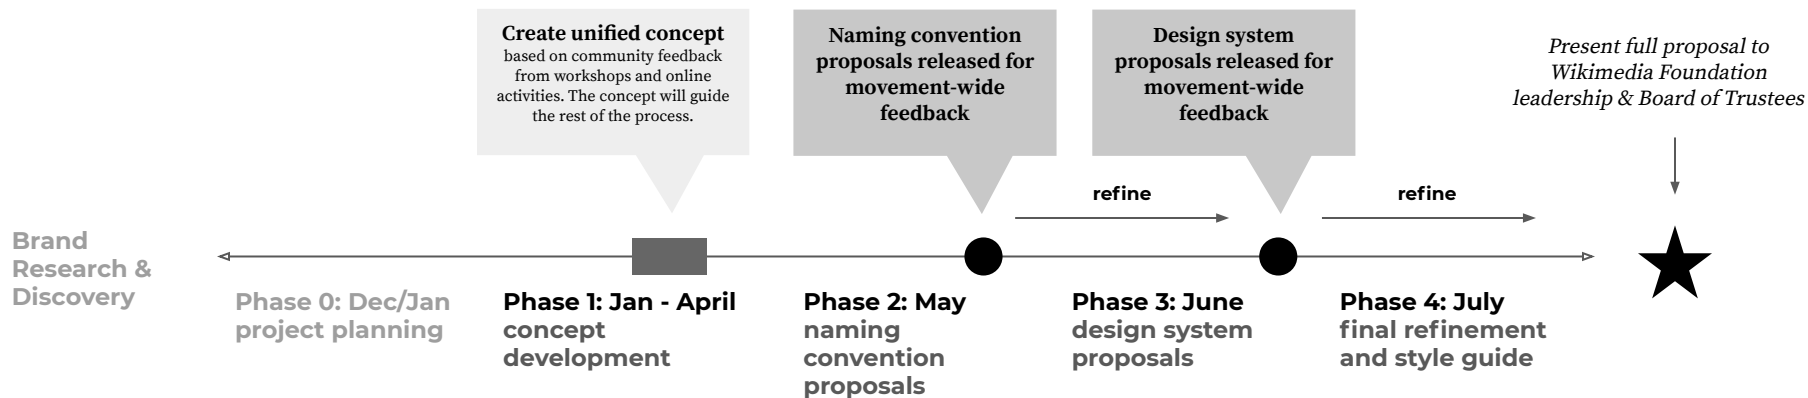 Create unified concept
based on community feedback
from workshops and online
activities. The concept will guide
the rest of the process.
Naming convention
proposals released for
movement-wide
feedback
Design system
proposals released for
movement-wide
feedback
Present full proposal to
Wikimedia Foundation
leadership & Board of Trustees
refine
refine
Brand
Research &
Discovery
Phase 0: Dec/Jan
project planning
Phase 1: Jan - April
concept
development
Phase 2: May
naming
convention
proposals
Phase 3: June
design system
proposals
Phase 4: July
final refinement
and style guide